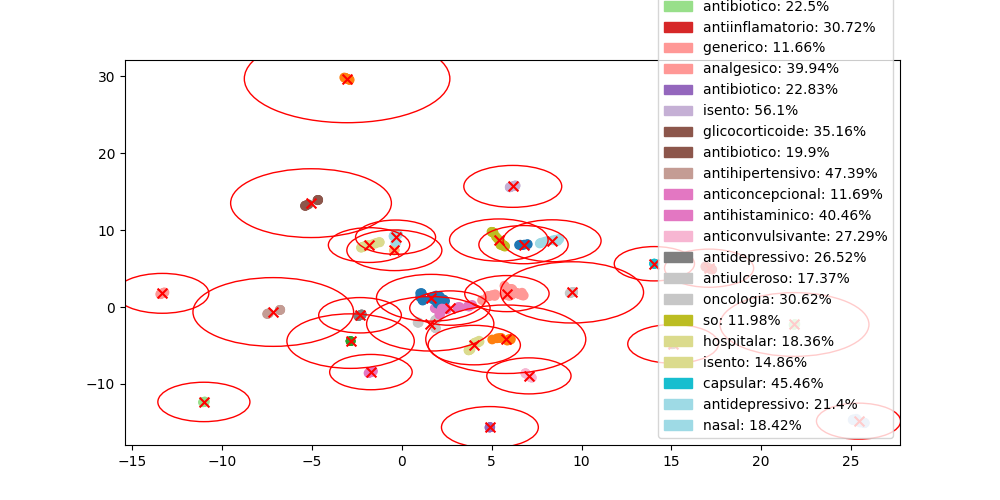 antibiotico: 22.5%
antiinflamatorio: 30.72%
generico: 11.66%
analgesico: 39.94%
antibiotico: 22.83%
isento: 56.1%
glicocorticoide: 35.16%
antibiotico: 19.9%
antihipertensivo: 47.39%
anticoncepcional: 11.69%
antihistaminico: 40.46%
anticonvulsivante: 27.29%
antidepressivo: 26.52%
antiulceroso: 17.37%
oncologia: 30.62%
so: 11.98%
hospitalar: 18.36%
isento: 14.86%
capsular: 45.46%
antidepressivo: 21.4%
nasal: 18.42%
30
20
10
0
−10
−15
−10
−5
0
5
10
15
20
25